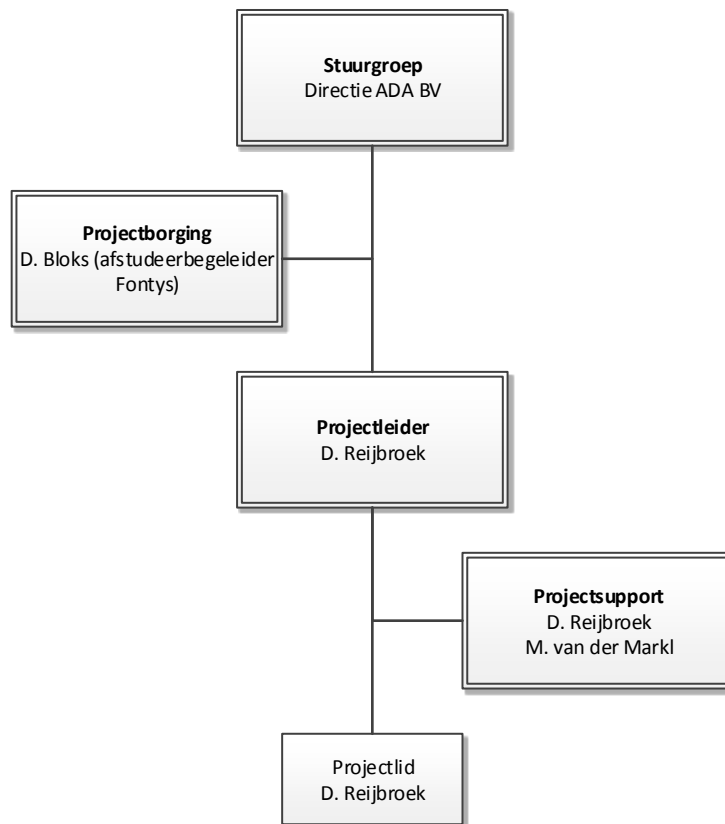 Stuurgroep
Directie ADA BV
Projectborging
D. Bloks (afstudeerbegeleider
Fontys)
Projectleider
D. Reijbroek
Projectsupport
D. Reijbroek
M. van der Markl
Projectlid
D. Reijbroek